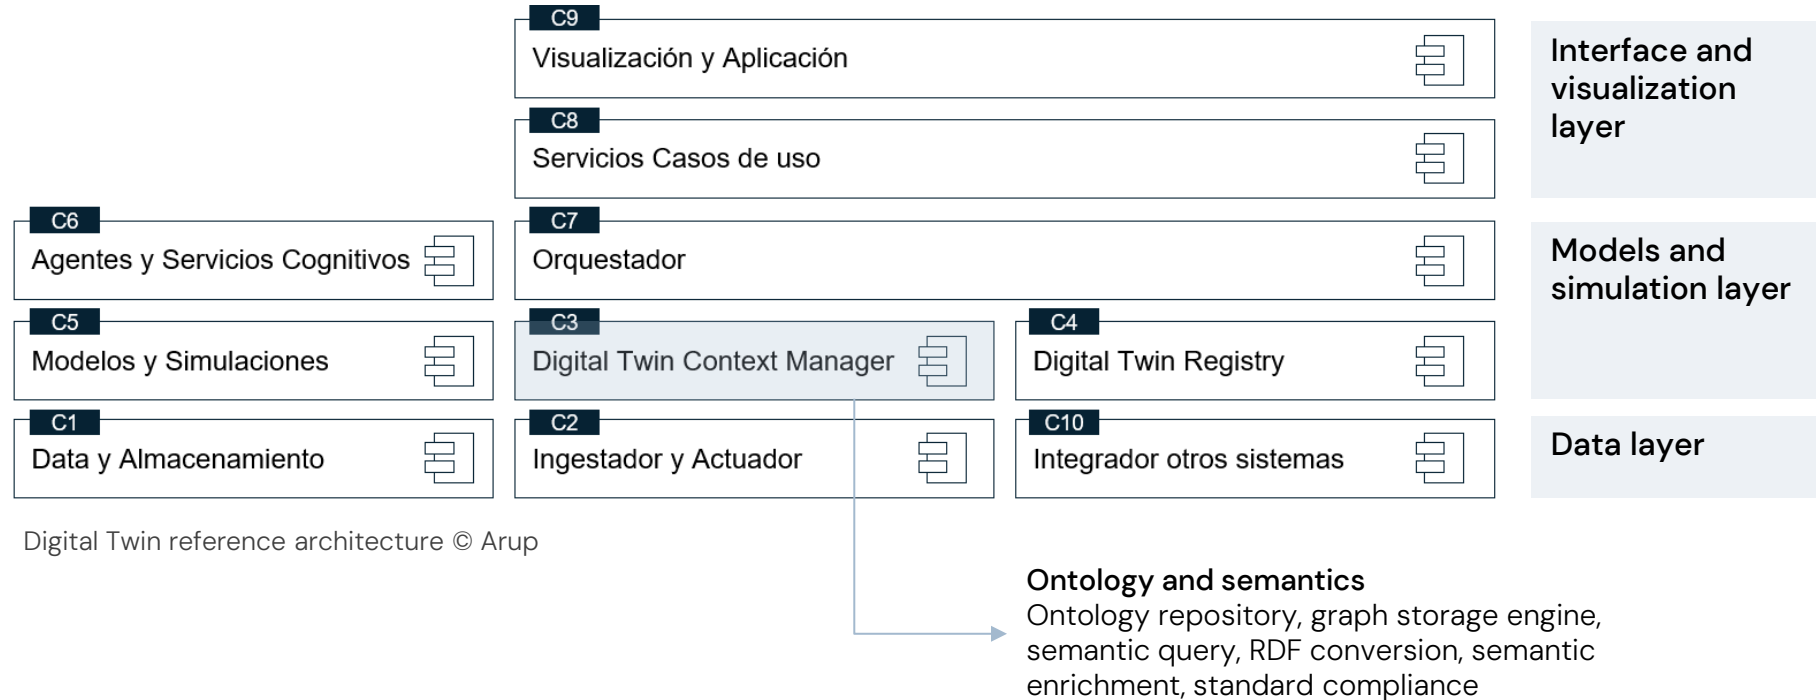 C9
Visualización y Aplicación
Interface and
visualization
layer
C8
Servicios Casos de uso
C6
Agentes y Servicios Cognitivos
C7
Orquestador
Models and
simulation layer
C5
Modelos y Simulaciones
C3
Digital Twin Context Manager
C4
Digital Twin Registry
C1
Data y Almacenamiento
C2
Ingestador y Actuador
C10
Integrador otros sistemas
Data layer
Digital Twin reference architecture © Arup
Ontology and semantics
Ontology repository, graph storage engine,
semantic query, RDF conversion, semantic
enrichment, standard compliance